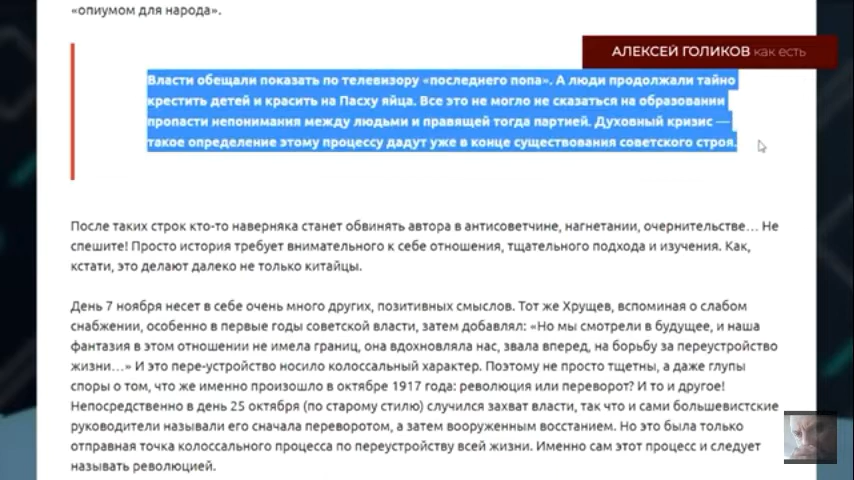 «опиумом для народа».
АЛЕКСЕЙ ГОЛИКОВ как есть
Власти обещали показать по телевизору «последнего попа». А люди продолжали тайно
крестить детей и красить на Пасху яйца. Все это не могло не сказаться на образовании
пропасти непонимания между людьми и правящей тогда партией. Духовный кризис —
такое определение этому процессу дадут уже в конце существования советского строя.
После таких строк кто-то наверняка станет обвинять автора в антисоветчине, нагнетании, очернительстве… Не
спешите! Просто история требует внимательного к себе отношения, тщательного подхода и изучения. Как,
кстати, это делают далеко не только китайцы.
День 7 ноября несет в себе очень много других, позитивных смыслов. Тот же Хрущев, вспоминая о слабом
снабжении, особенно в первые годы советской власти, затем добавлял: «Но мы смотрели в будущее, и наша
фантазия в этом отношении не имела границ, она вдохновляла нас, звала вперед, на борьбу за переустройство
жизни…» И это пере-устройство носило колоссальный характер. Поэтому не просто тщетны, а даже глупы
споры о том, что же именно произошло в октябре 1917 года: революция или переворот? И то и другое!
Непосредственно в день 25 октября (по старому стилю) случился захват власти, так что и сами большевистские
руководители называли его сначала переворотом, а затем вооруженным восстанием. Но это была только
отправная точка колоссального процесса по переустройству всей жизни. Именно сам этот процесс и следует
называть революцией.